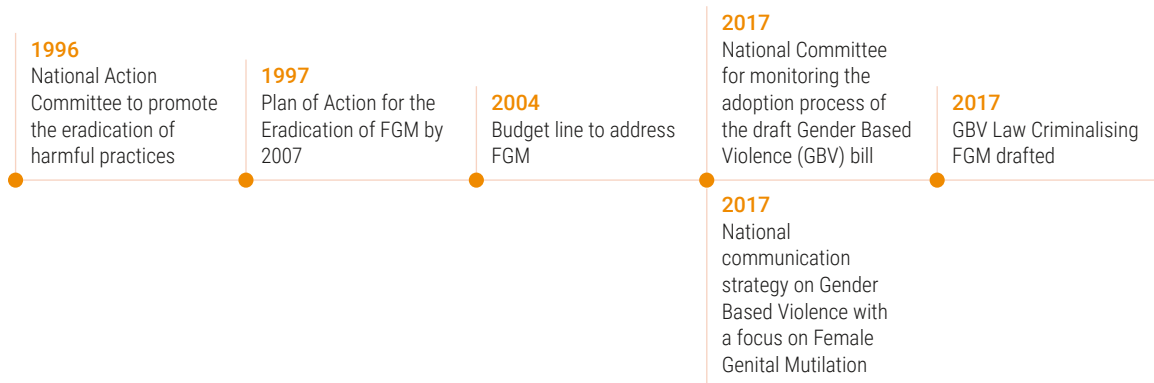 1996
National Action
Committee to promote
the eradication of
harmful practices
1997
Plan of Action for the
Eradication of FGM by
2007
2004
Budget line to address
FGM
2017
National Committee
for monitoring the
adoption process of
the draft Gender Based
Violence (GBV) bill
2017
National
communication
strategy on Gender
Based Violence with
a focus on Female
Genital Mutilation
2017
GBV Law Criminalising
FGM drafted